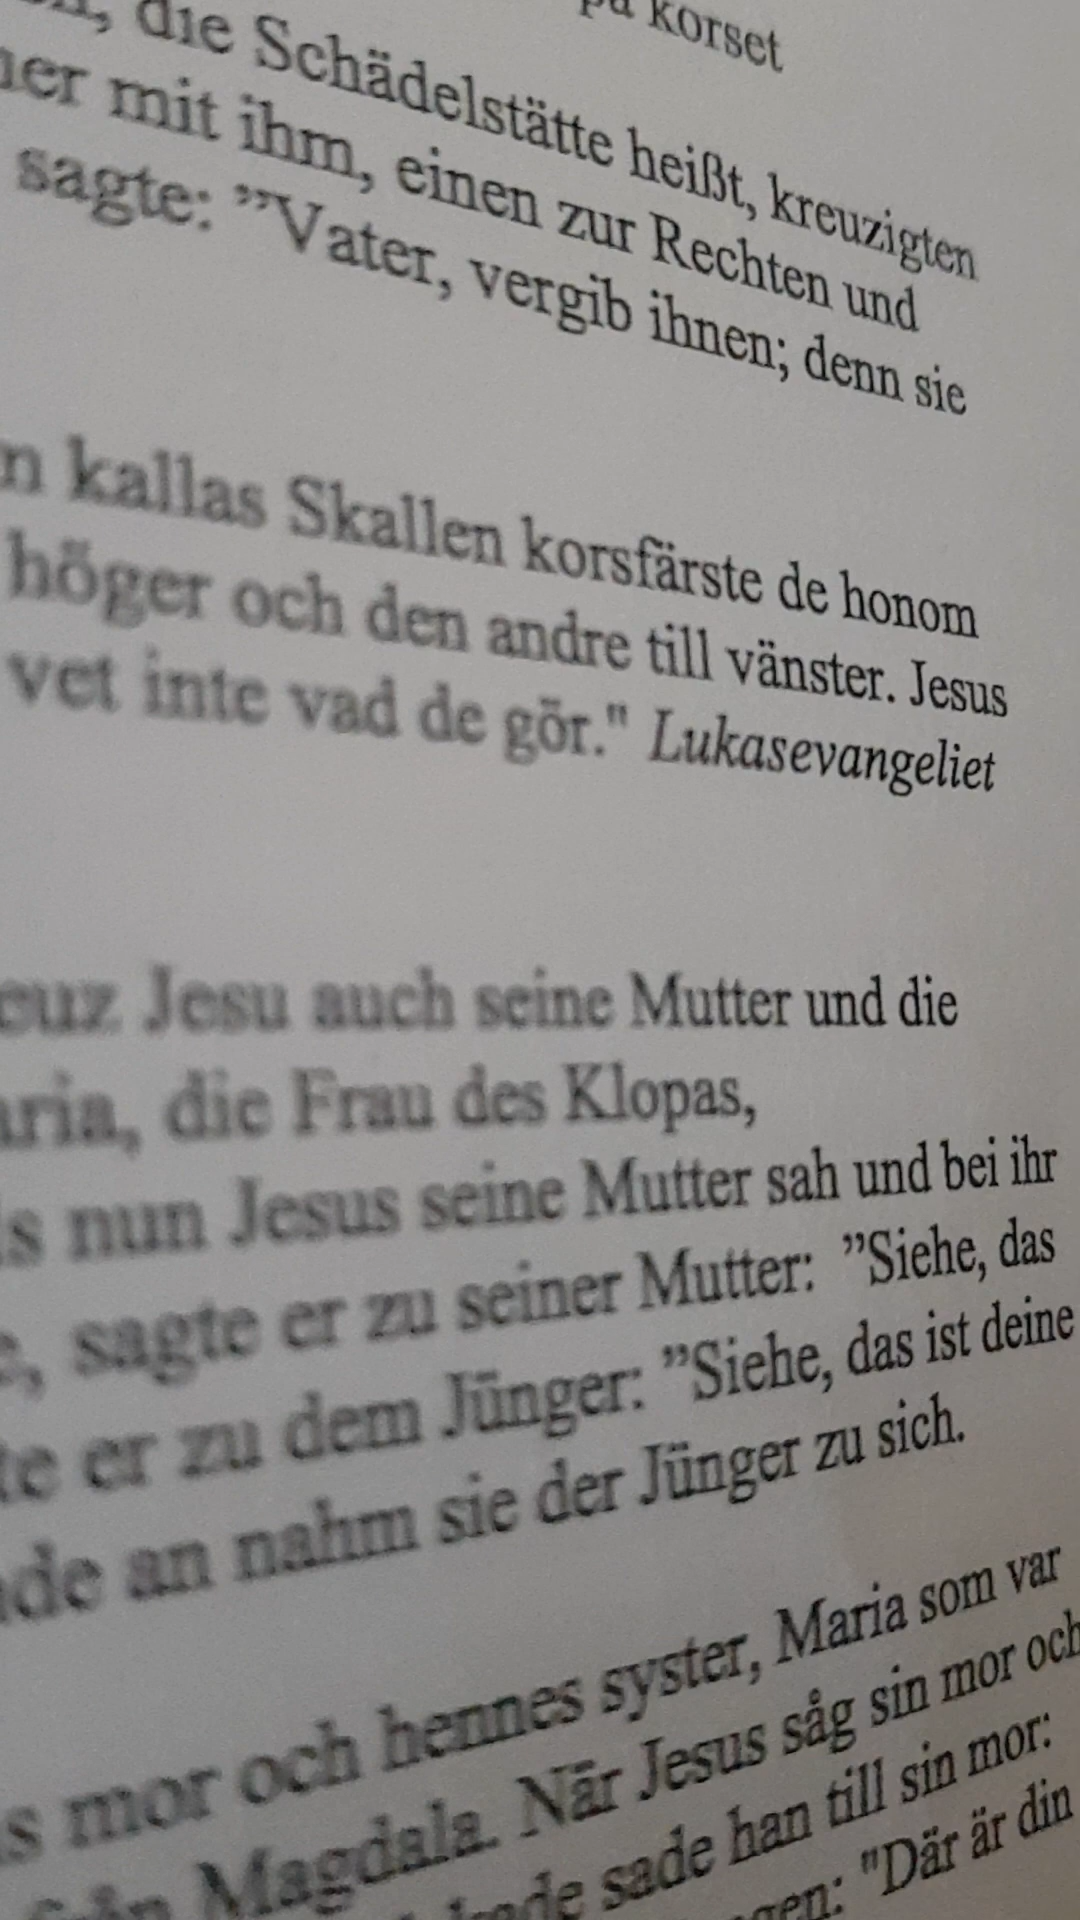 korset
die Schädelstätte heißt, kreuzigten
mit ihm, einen zur Rechten und
sagte: ”Vater, vergib ihnen; denn sie
kallas Skallen korsfärste de honom
höger och den andre till vänster. Jesus
vet inte vad de gör." Lukasevangeliet
Jesu auch seine Mutter und die
die Frau des Klopas,
nun Jesus seine Mutter sah und bei ihr
sagte er zu seiner Mutter: ”Siehe, das
er zu dem Jünger: ”Siehe, das ist deine
an nahm sie der Jünger zu sich.
mor och hennes syster, Maria som var
från Magdala. När Jesus såg sin mor och
sade han till sin mor:
"Där är din